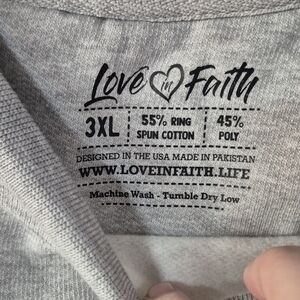 Love in Faith
3XL | 55% RING SPUN COTTON | 45% POLY
DESIGNED IN THE USA MADE IN PAKISTAN
WWW.LOVEINFAITH.LIFE
Machine Wash - Tumble Dry Low